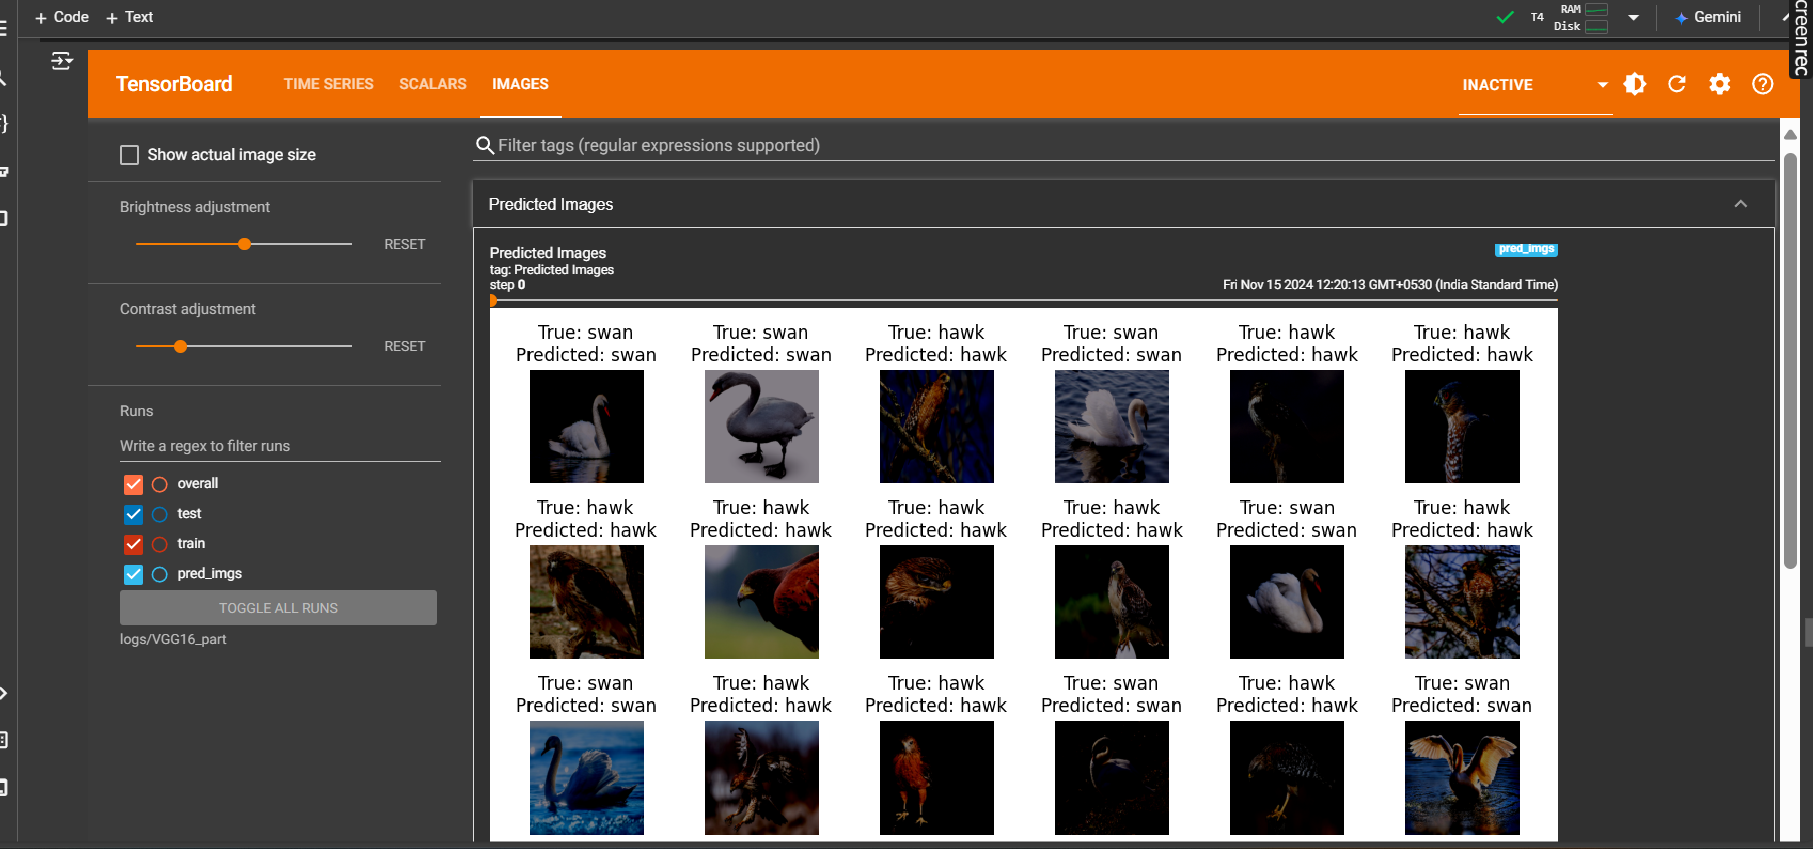 + Code + Text
T4
RAM
Disk
Gemini
creen rec
TensorBoard
TIME SERIES SCALARS IMAGES
INACTIVE
Show actual image size
Brightness adjustment
RESET
Contrast adjustment
RESET
Runs
Write a regex to filter runs
overall
test
train
pred_imgs
TOGGLE ALL RUNS
logs/VGG16_part
Filter tags (regular expressions supported)
Predicted Images
Predicted Images
pred_imgs
tag: Predicted Images
step 0
Fri Nov 15 2024 12:20:13 GMT+0530 (India Standard Time)
True: swan True: swan True: hawk True: swan True: hawk True: hawk
Predicted: swan Predicted: swan Predicted: hawk Predicted: swan Predicted: hawk Predicted: hawk
True: hawk True: hawk True: hawk True: hawk True: swan True: hawk
Predicted: hawk Predicted: hawk Predicted: hawk Predicted: hawk Predicted: swan Predicted: hawk
True: swan True: hawk True: hawk True: swan True: hawk True: swan
Predicted: swan Predicted: hawk Predicted: hawk Predicted: swan Predicted: hawk Predicted: swan